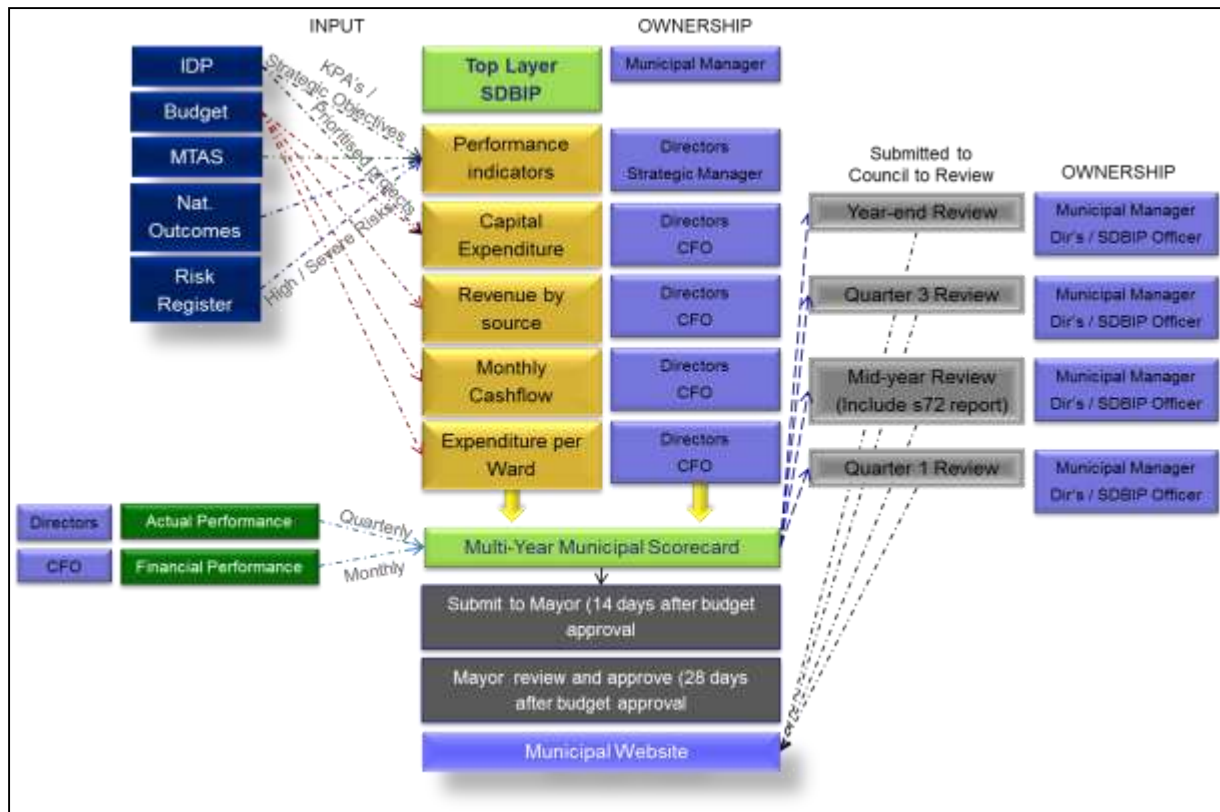 INPUT
OWNERSHIP
IDP
Budget
MTAS
Nat.
Outcomes
Risk
Register
KPA's /
Strategic Objectives
Prioritised projects
High / Severe Risks
Top Layer
SDBIP
Municipal Manager
Performance
indicators
Directors
Strategic Manager
Capital
Expenditure
Directors
CFO
Revenue by
source
Directors
CFO
Monthly
Cashflow
Directors
CFO
Expenditure per
Ward
Directors
CFO
Submitted to
Council to Review
OWNERSHIP
Year-end Review
Municipal Manager
Dir's / SDBIP Officer
Quarter 3 Review
Municipal Manager
Dir's / SDBIP Officer
Mid-year Review
(Include s72 report)
Municipal Manager
Dir's / SDBIP Officer
Quarter 1 Review
Municipal Manager
Dir's / SDBIP Officer
Directors
Actual Performance
Quarterly
CFO
Financial Performance
Monthly
Multi-Year Municipal Scorecard
Submit to Mayor (14 days after budget
approval
Mayor review and approve (28 days
after budget approval
Municipal Website